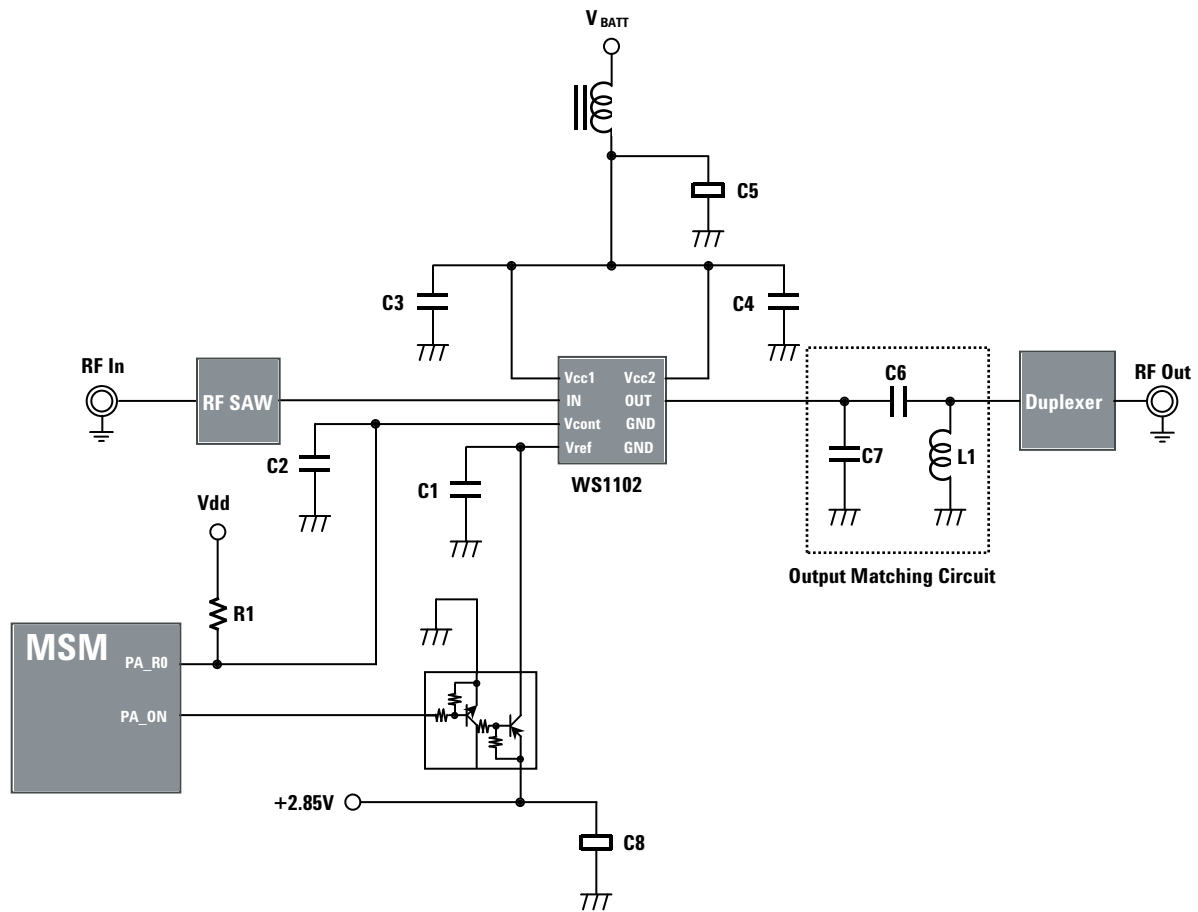 V BATT
C5
C3
C4
RF In
RF SAW
Vcc1
Vcc2
IN
OUT
Vcont
GND
Vref
GND
WS1102
C6
C7
L1
Duplexer
RF Out
C2
C1
Output Matching Circuit
Vdd
R1
MSM
PA_R0
PA_ON
+2.85V
C8